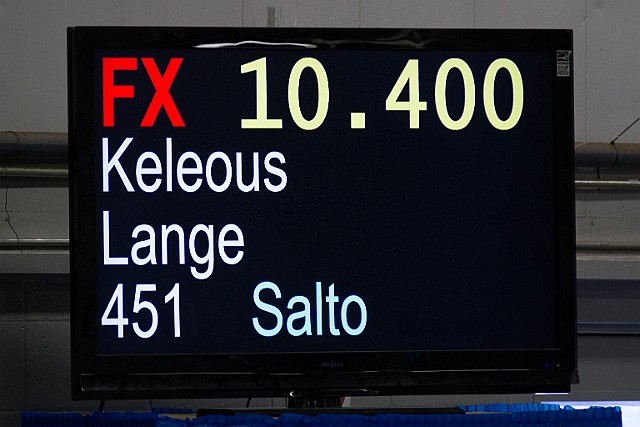 FX 10.400
Keleous
Lange
451 Salto